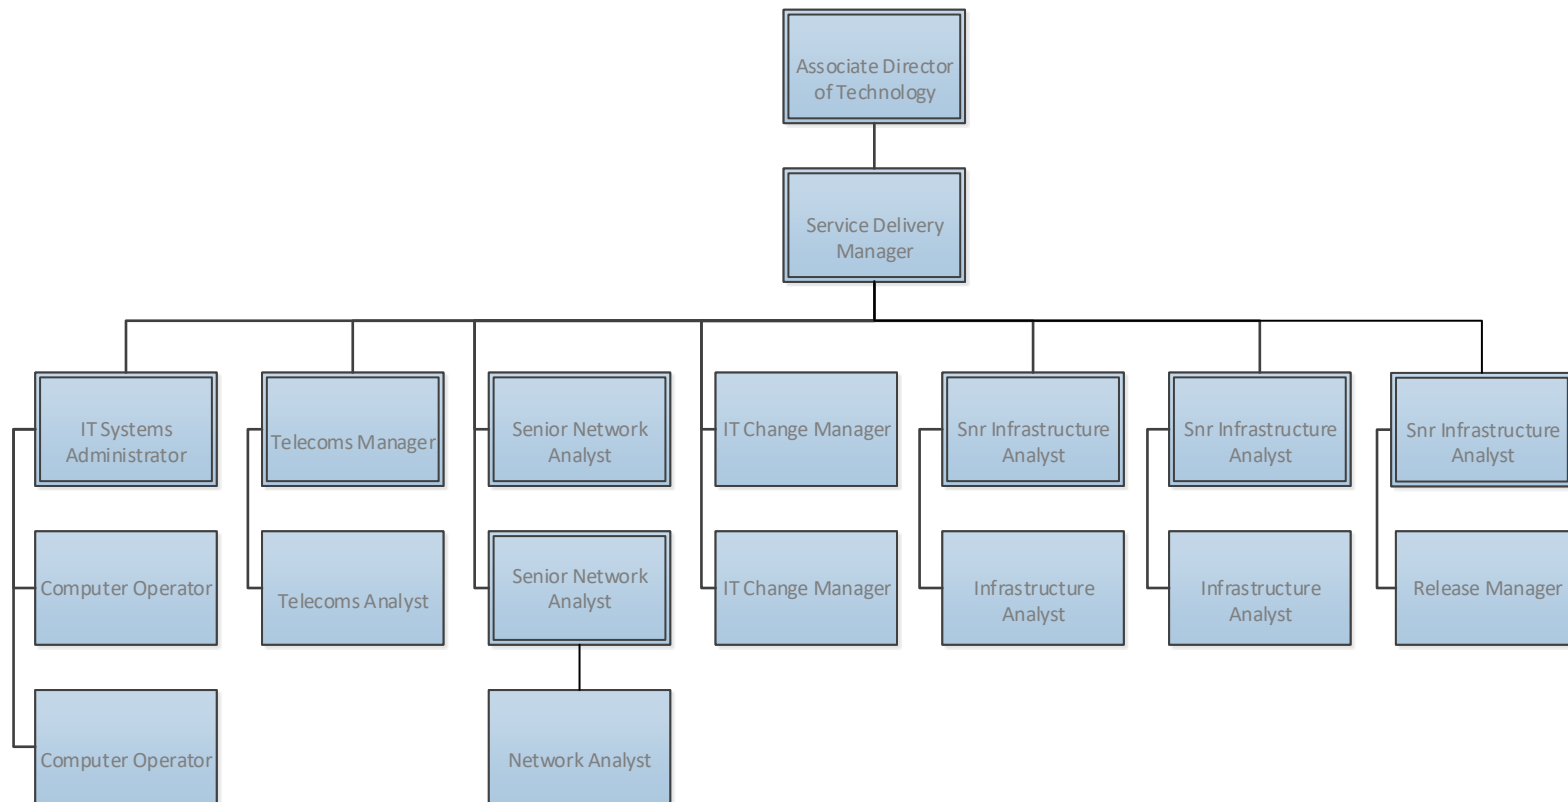 Associate Director
of Technology
Service Delivery
Manager
IT Systems
Administrator
Telecoms Manager
Senior Network
Analyst
IT Change Manager
Snr Infrastructure
Analyst
Snr Infrastructure
Analyst
Snr Infrastructure
Analyst
Computer Operator
Telecoms Analyst
Senior Network
Analyst
IT Change Manager
Infrastructure
Analyst
Infrastructure
Analyst
Release Manager
Computer Operator
Network Analyst